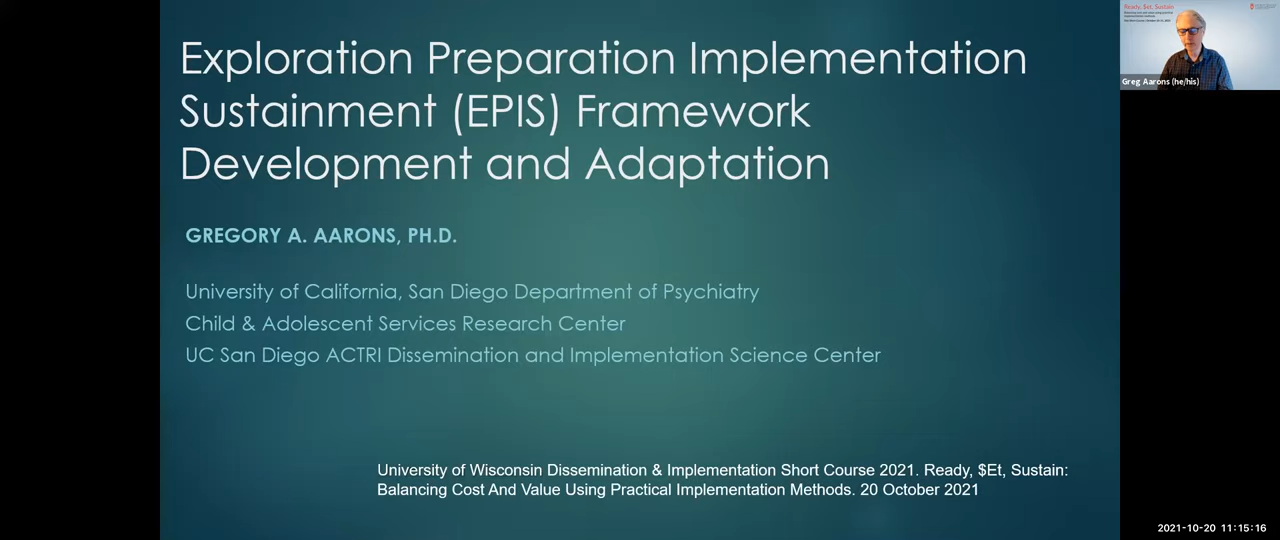 Exploration Preparation Implementation
Sustainment (EPIS) Framework
Development and Adaptation
GREGORY A. AARONS, PH.D.
University of California, San Diego Department of Psychiatry
Child & Adolescent Services Research Center
UC San Diego ACTRI Dissemination and Implementation Science Center
University of Wisconsin Dissemination & Implementation Short Course 2021. Ready, $Et, Sustain:
Balancing Cost And Value Using Practical Implementation Methods. 20 October 2021
Ready, $et, Sustain
Greg Aarons (he/his)
2021-10-20 11:15:16